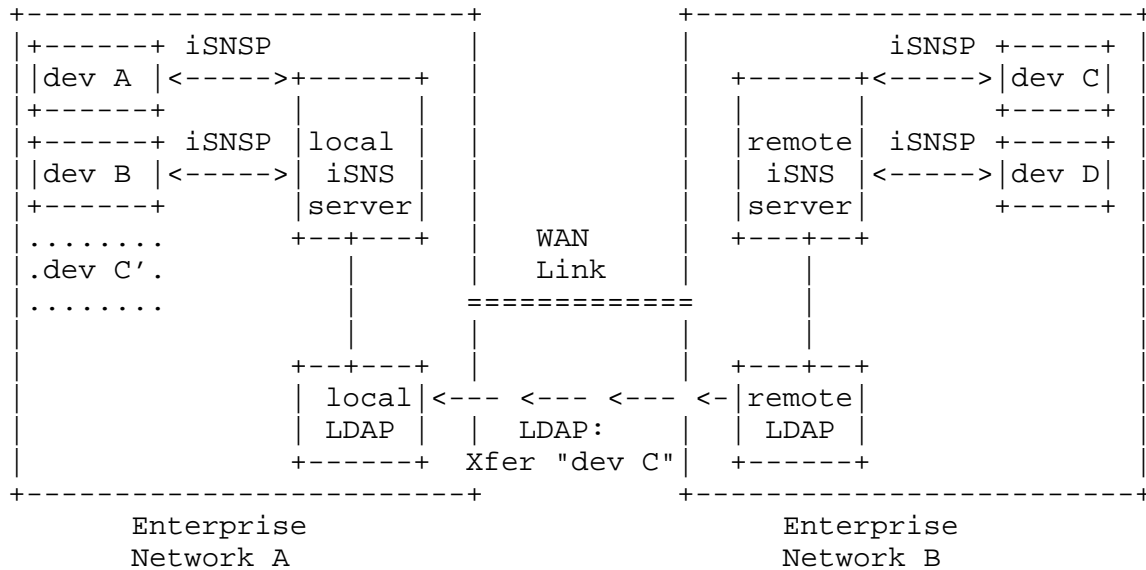 +--------------------------+            +--------------------------+
|+------+ iSNSP            |            |            iSNSP +-----+ |
||dev A |<----->+------+   |            |  +------+<----->|dev C| |
|+------+       |      |   |            |  |      |       +-----+ |
|+------+ iSNSP |local |   |            |  |remote| iSNSP +-----+ |
||dev B |<----->| iSNS |   |            |  | iSNS |<----->|dev D| |
|+------+       |server|   |            |  |server|       +-----+ |
|........       +--+---+   |   WAN      |  +---+--+               |
|.dev C'.          |       |   Link     |      |                  |
|........          |       =============      |                  |
|                  |       |            |      |                  |
|               +--+---+   |            |  +---+--+               |
|               | local|<--- <--- <--- <-|remote|               |
|               | LDAP |   |  LDAP:     |  | LDAP |               |
|               +------+  Xfer "dev C"|  +------+               |
+--------------------------+            +--------------------------+
Enterprise                              Enterprise
Network A                               Network B